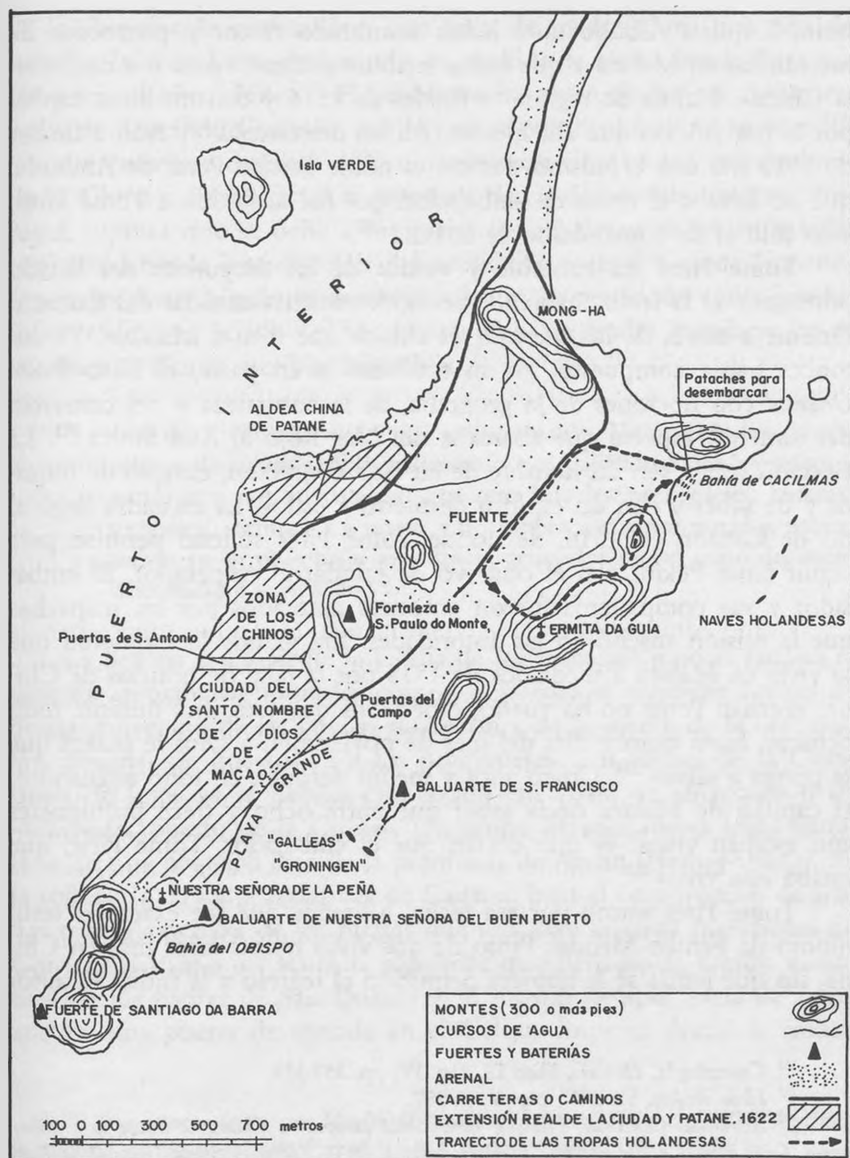 Isla VERDE
PUERTO INTERIOR
MONG-HA
Pataches para
desembarcar
ALDEA CHINA
DE PATANE
Bahía de CACILMAS
FUENTE
ZONA
DE LOS
CHINOS
Fortaleza de
S. Paulo do Monte
ERMITA DA GUIA
NAVES HOLANDESAS
Puertas de S. Antonio
CIUDAD DEL
SANTO NOMBRE
DE DIOS
DE
MACAO
Puertas del
Campo
PLAYA GRANDE
BALUARTE DE S. FRANCISCO
"GALLEAS"
"GRONINGEN"
NUESTRA SEÑORA DE LA PEÑA
BALUARTE DE NUESTRA SEÑORA DEL BUEN PUERTO
Bahía del OBISPO
FUERTE DE SANTIAGO DA BARRA
MONTES (300 o más pies)
CURSOS DE AGUA
FUERTES Y BATERÍAS
ARENAL
CARRETERAS O CAMINOS
EXTENSIÓN REAL DE LA CIUDAD Y PATANE. 1622
TRAYECTO DE LAS TROPAS HOLANDESAS
100 0 100 300 500 700 metros